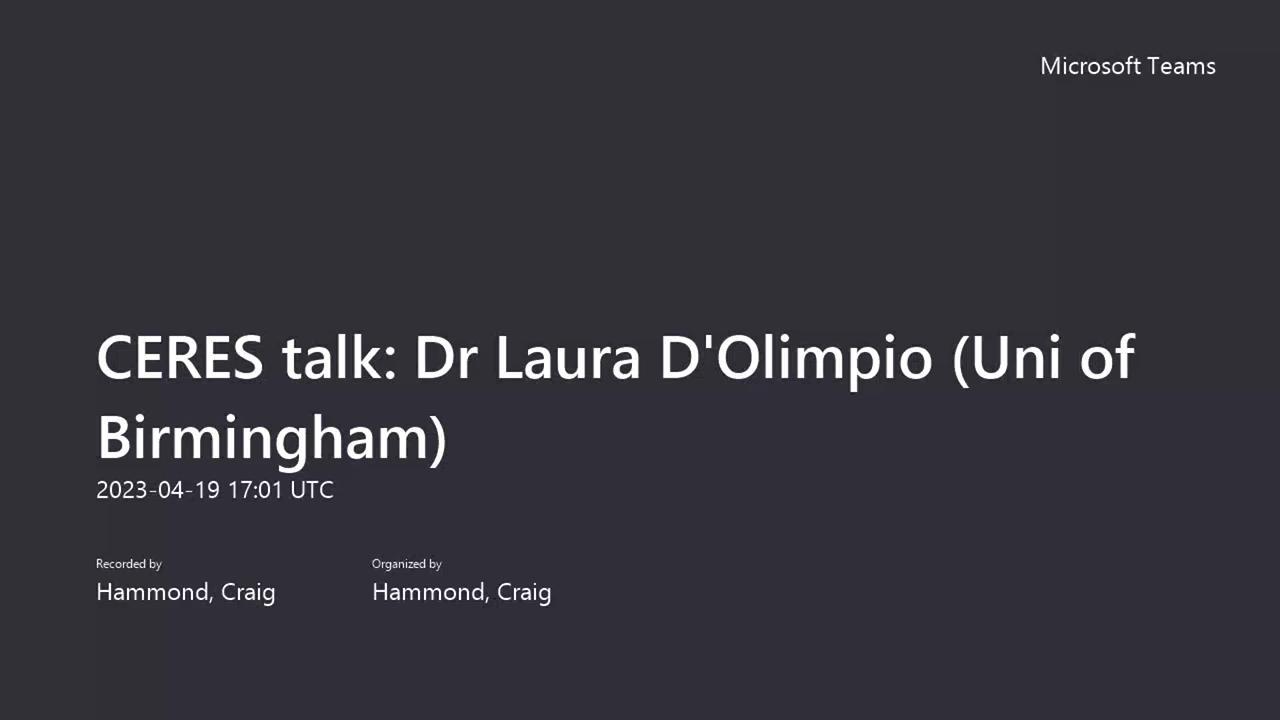 Microsoft Teams
CERES talk: Dr Laura D'Olimpio (Uni of
Birmingham)
2023-04-19 17:01 UTC
Recorded by
Organized by
Hammond, Craig
Hammond, Craig